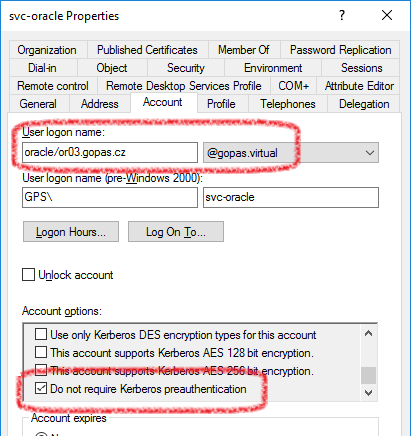 svc-oracle Properties
Organization Published Certificates Member Of Password Replication
Dial-in Object Security Environment Sessions
Remote control Remote Desktop Services Profile COM+ Attribute Editor
General Address Account Profile Telephones Delegation
User logon name:
oracle/or03.gopas.cz @gopas.virtual
User logon name (pre-Windows 2000):
GPS\ svc-oracle
Logon Hours... Log On To...
Unlock account
Account options:
Use only Kerberos DES encryption types for this account
This account supports Kerberos AES 128 bit encryption.
This account supports Kerberos AES 256 bit encryption.
Do not require Kerberos preauthentication
Account expires